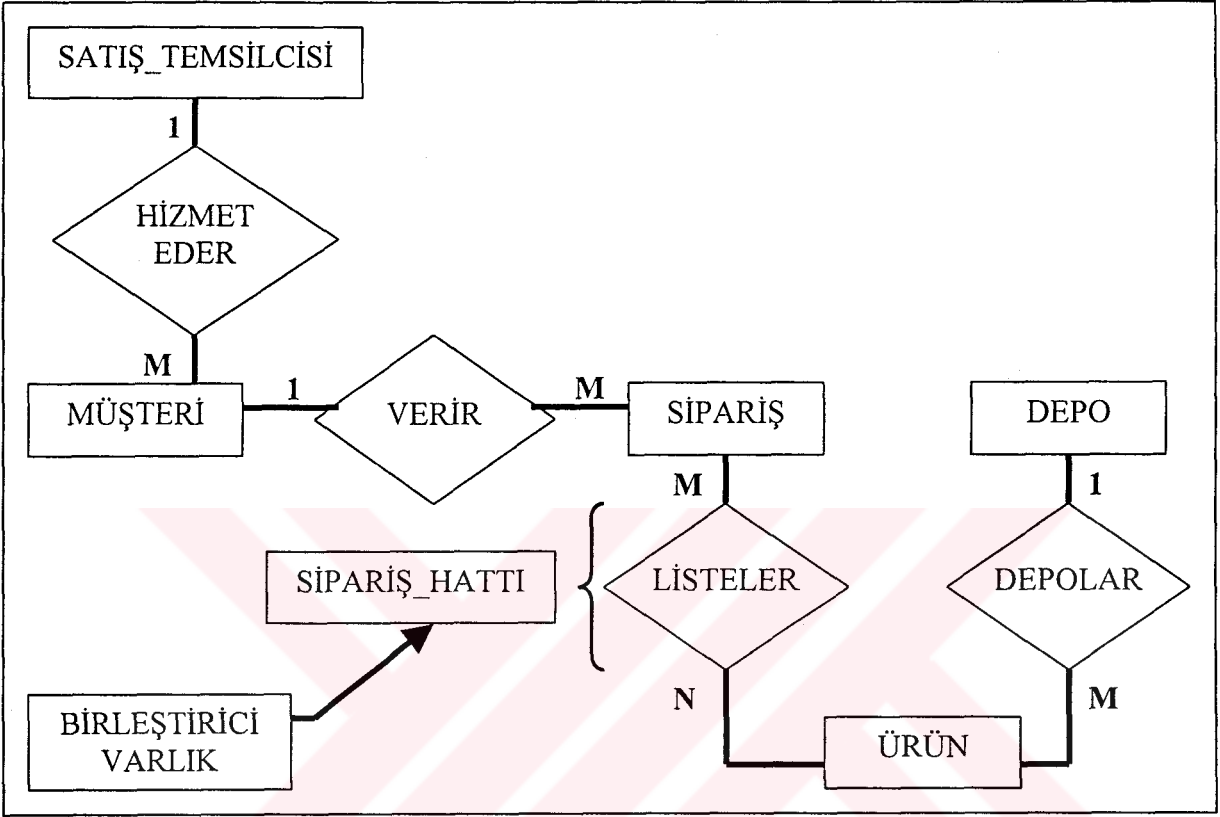 SATIŞ_TEMSİLCİSİ
1
HİZMET
EDER
M
MÜŞTERİ
1
VERİR
M
SİPARİŞ
DEPO
M
1
SİPARİŞ_HATTI
LİSTELER
DEPOLAR
N
M
BİRLEŞTİRİCİ
VARLIK
ÜRÜN